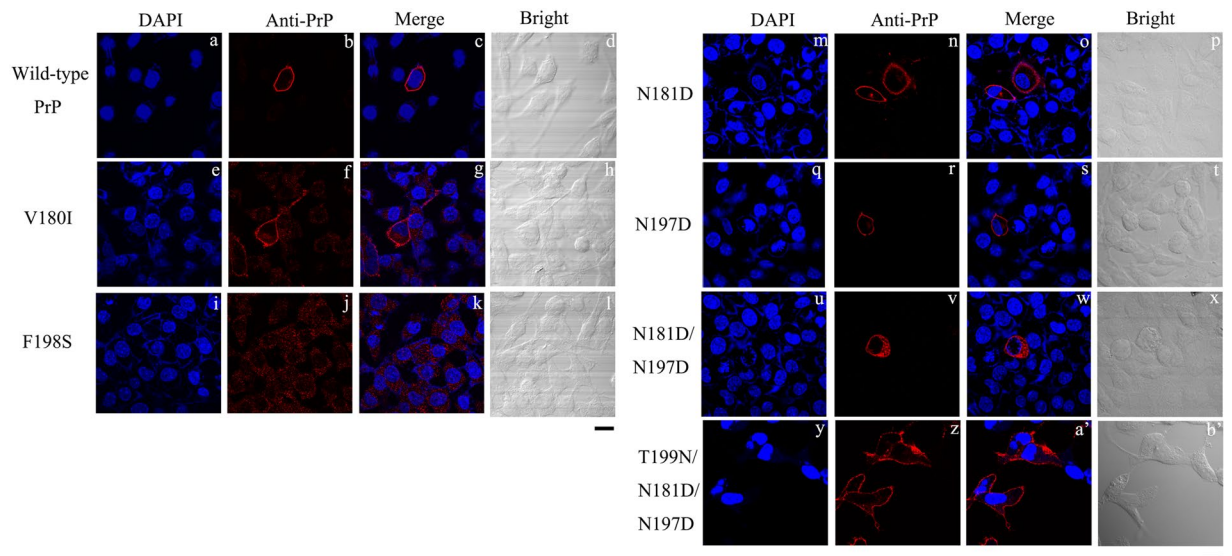 DAPI Anti-PrP Merge Bright
a b c d
Wild-type
PrP
e f g h
V180I
i j k l
F198S
DAPI Anti-PrP Merge Bright
m n o p
N181D
q r s t
N197D
u v w x
N181D/
N197D
y z a’ b’
T199N/
N181D/
N197D